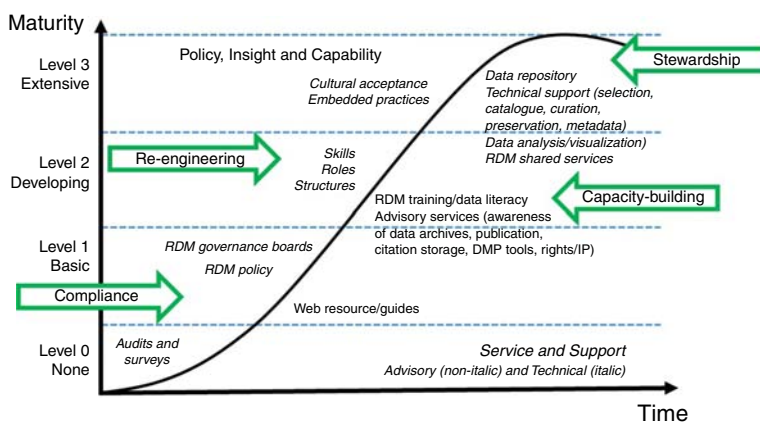 Maturity
Level 3
Extensive
Policy, Insight and Capability
Cultural acceptance
Embedded practices
Data repository
Technical support (selection,
catalogue, curation,
preservation, metadata)
Stewardship
Level 2
Developing
Re-engineering
Skills
Roles
Structures
Data analysis/visualization)
RDM shared services
RDM training/data literacy
Advisory services (awareness
of data archives, publication,
citation storage, DMP tools, rights/IP)
Capacity-building
Level 1
Basic
RDM governance boards
RDM policy
Compliance
Web resource/guides
Level 0
None
Audits and
surveys
Service and Support
Advisory (non-italic) and Technical (italic)
Time